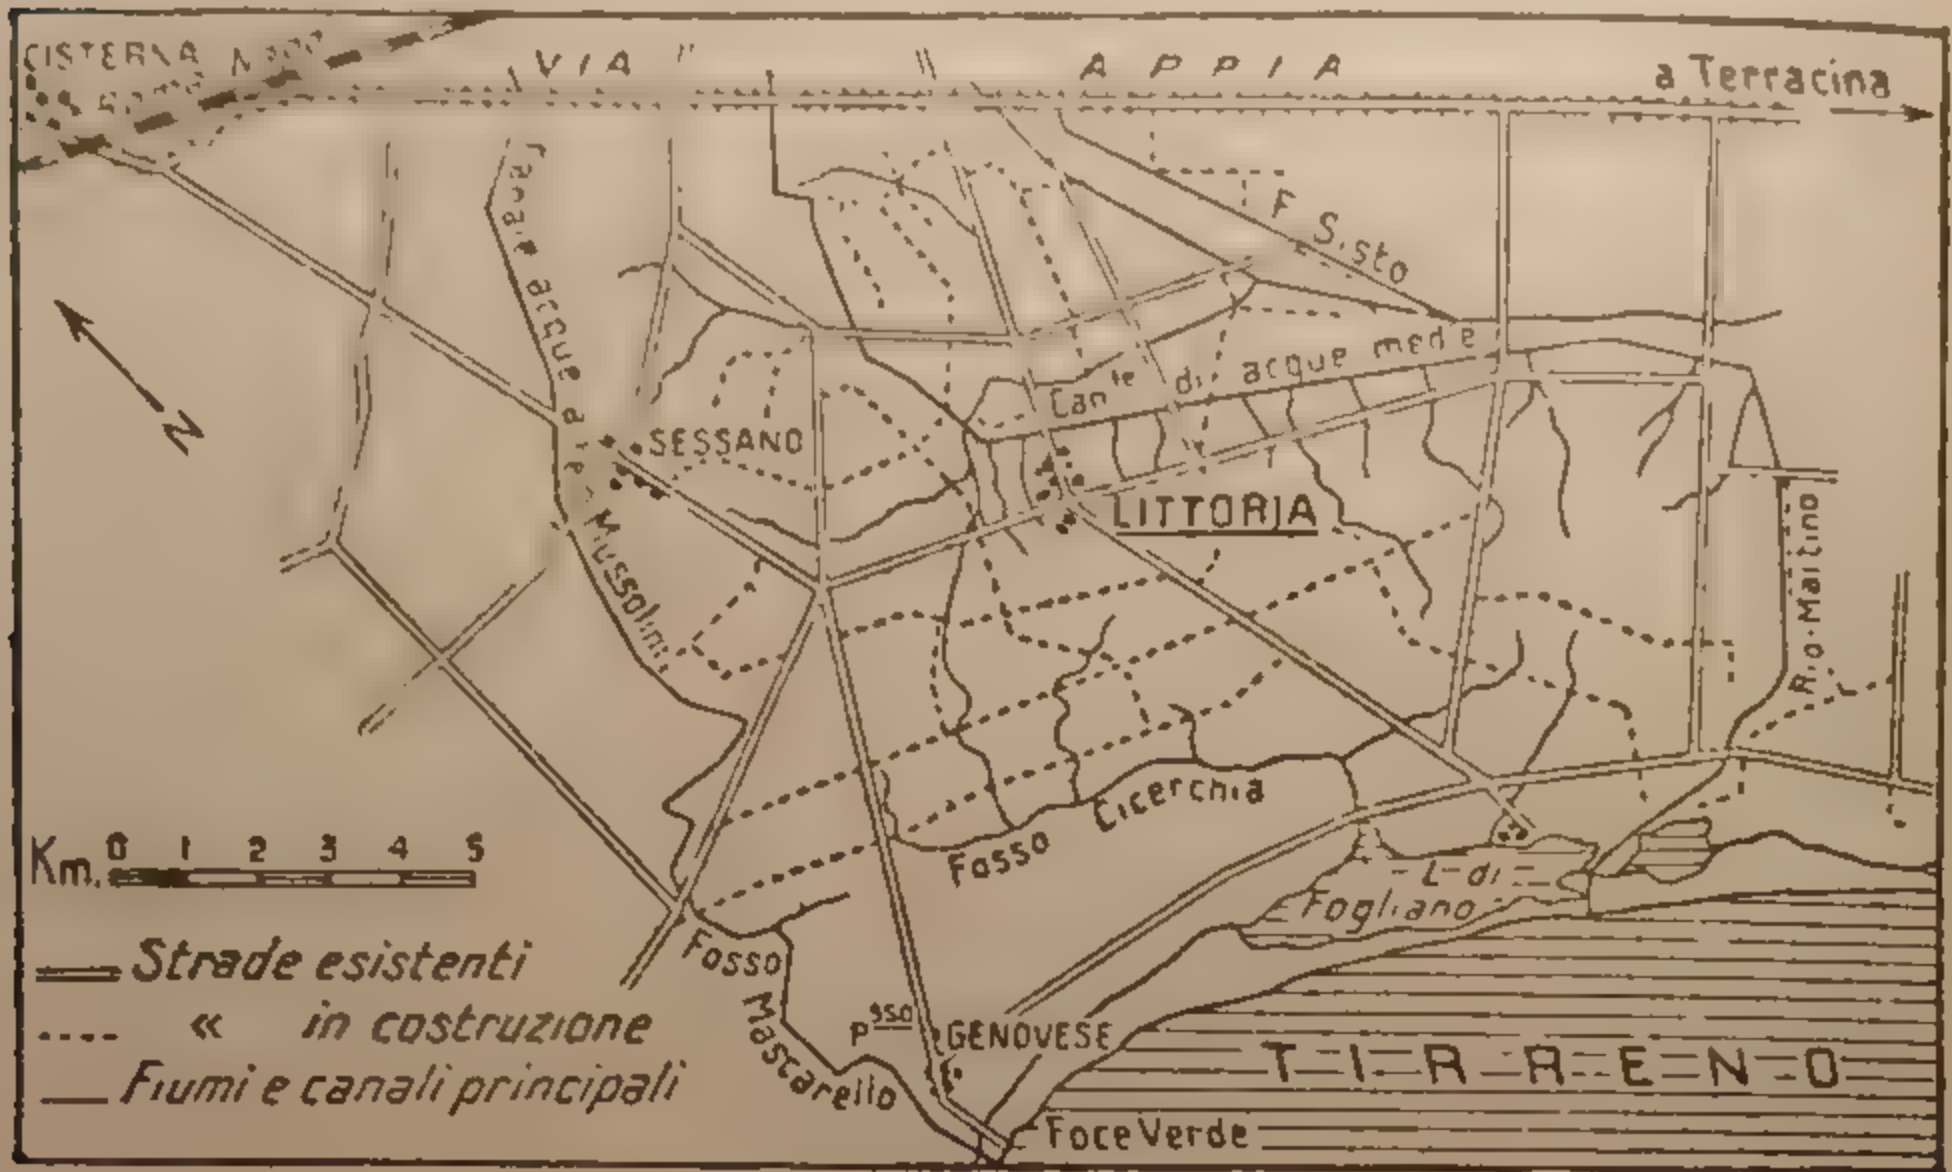 CISTERNA
VIA APPIA
a Terracina
F. Sisto
acque alte Mussolini
Can^le di acque medie
SESSANO
LITTORIA
Rio-Martino
N
Fosso Cicerchia
Km. 0 1 2 3 4 5
L- di
Fogliano
Strade esistenti
« in costruzione
Fiumi e canali principali
Fosso Mascarello
P^sso GENOVESE
TIRRENO
Foce Verde